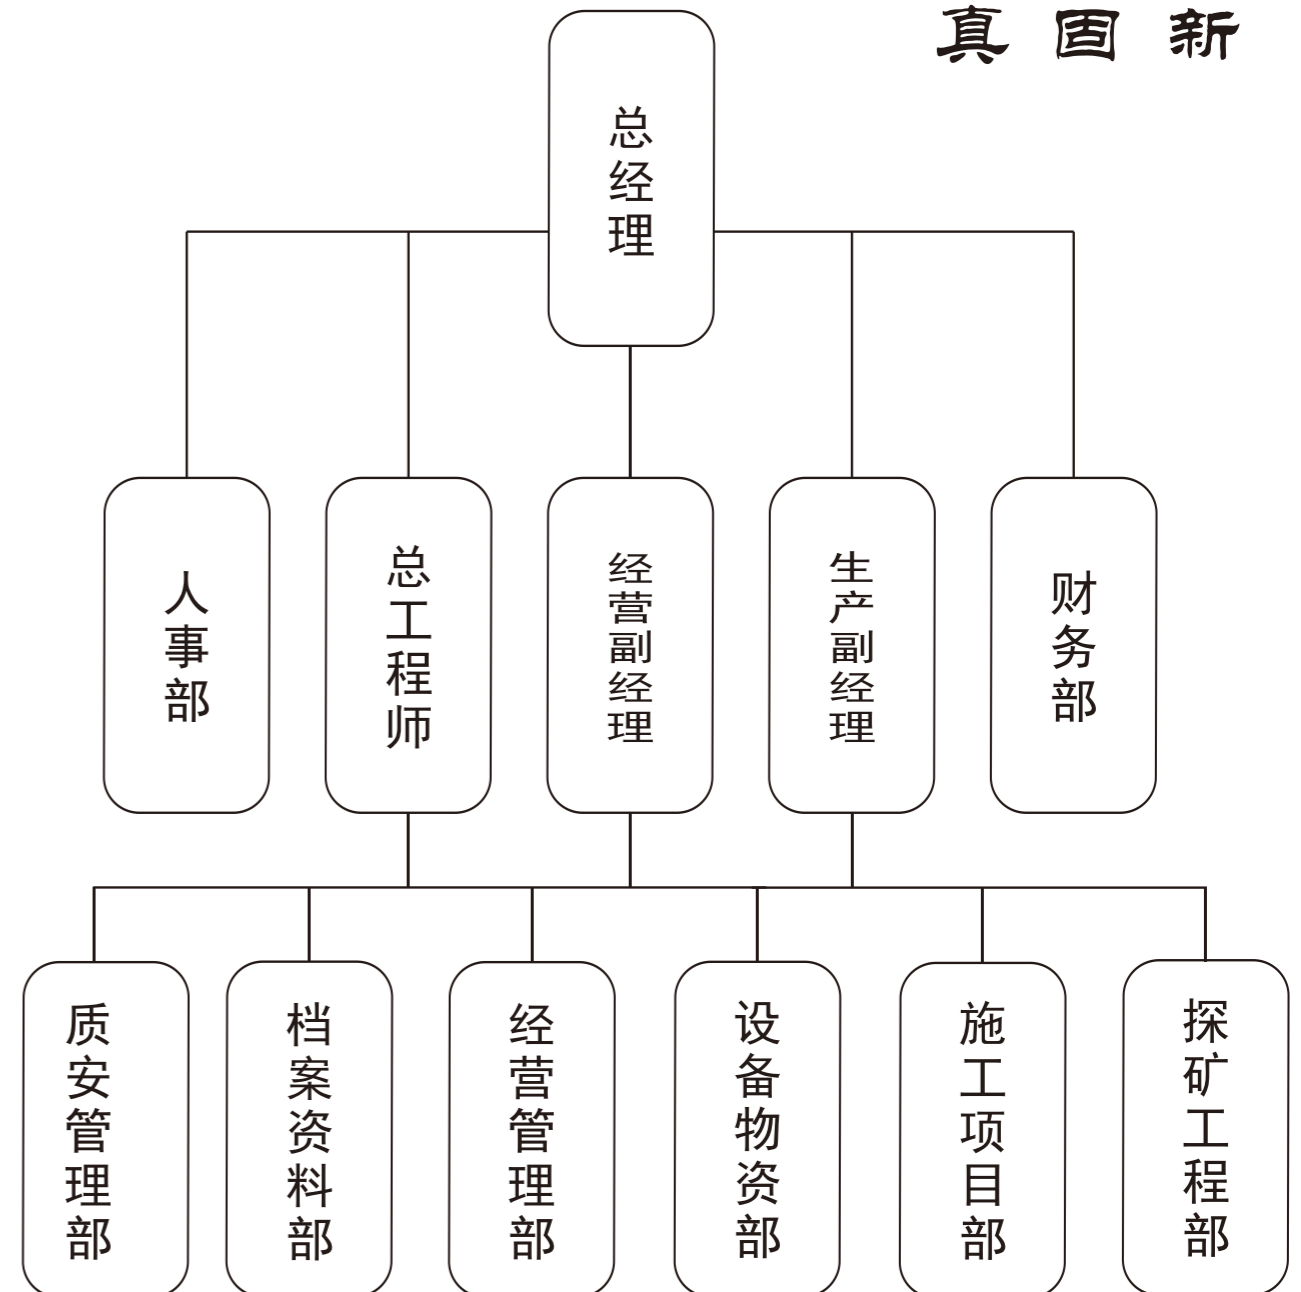 真固新
总经理
人事部
总工程师
经营副经理
生产副经理
财务部
质安管理部
档案资料部
经营管理部
设备物资部
施工项目部
探矿工程部